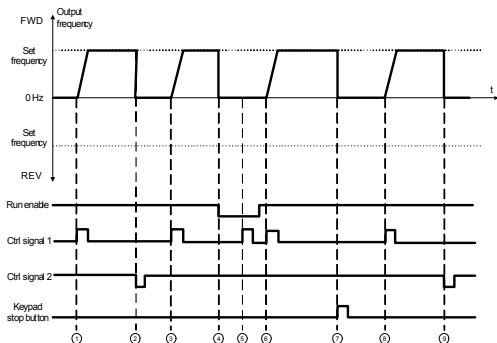 FWD
Output
frequency
Set
frequency
0 Hz
t
Set
frequency
REV
Run enable
Ctrl signal 1
Ctrl signal 2
Keypad
stop button
1 2 3 4 5 6 7 8 9